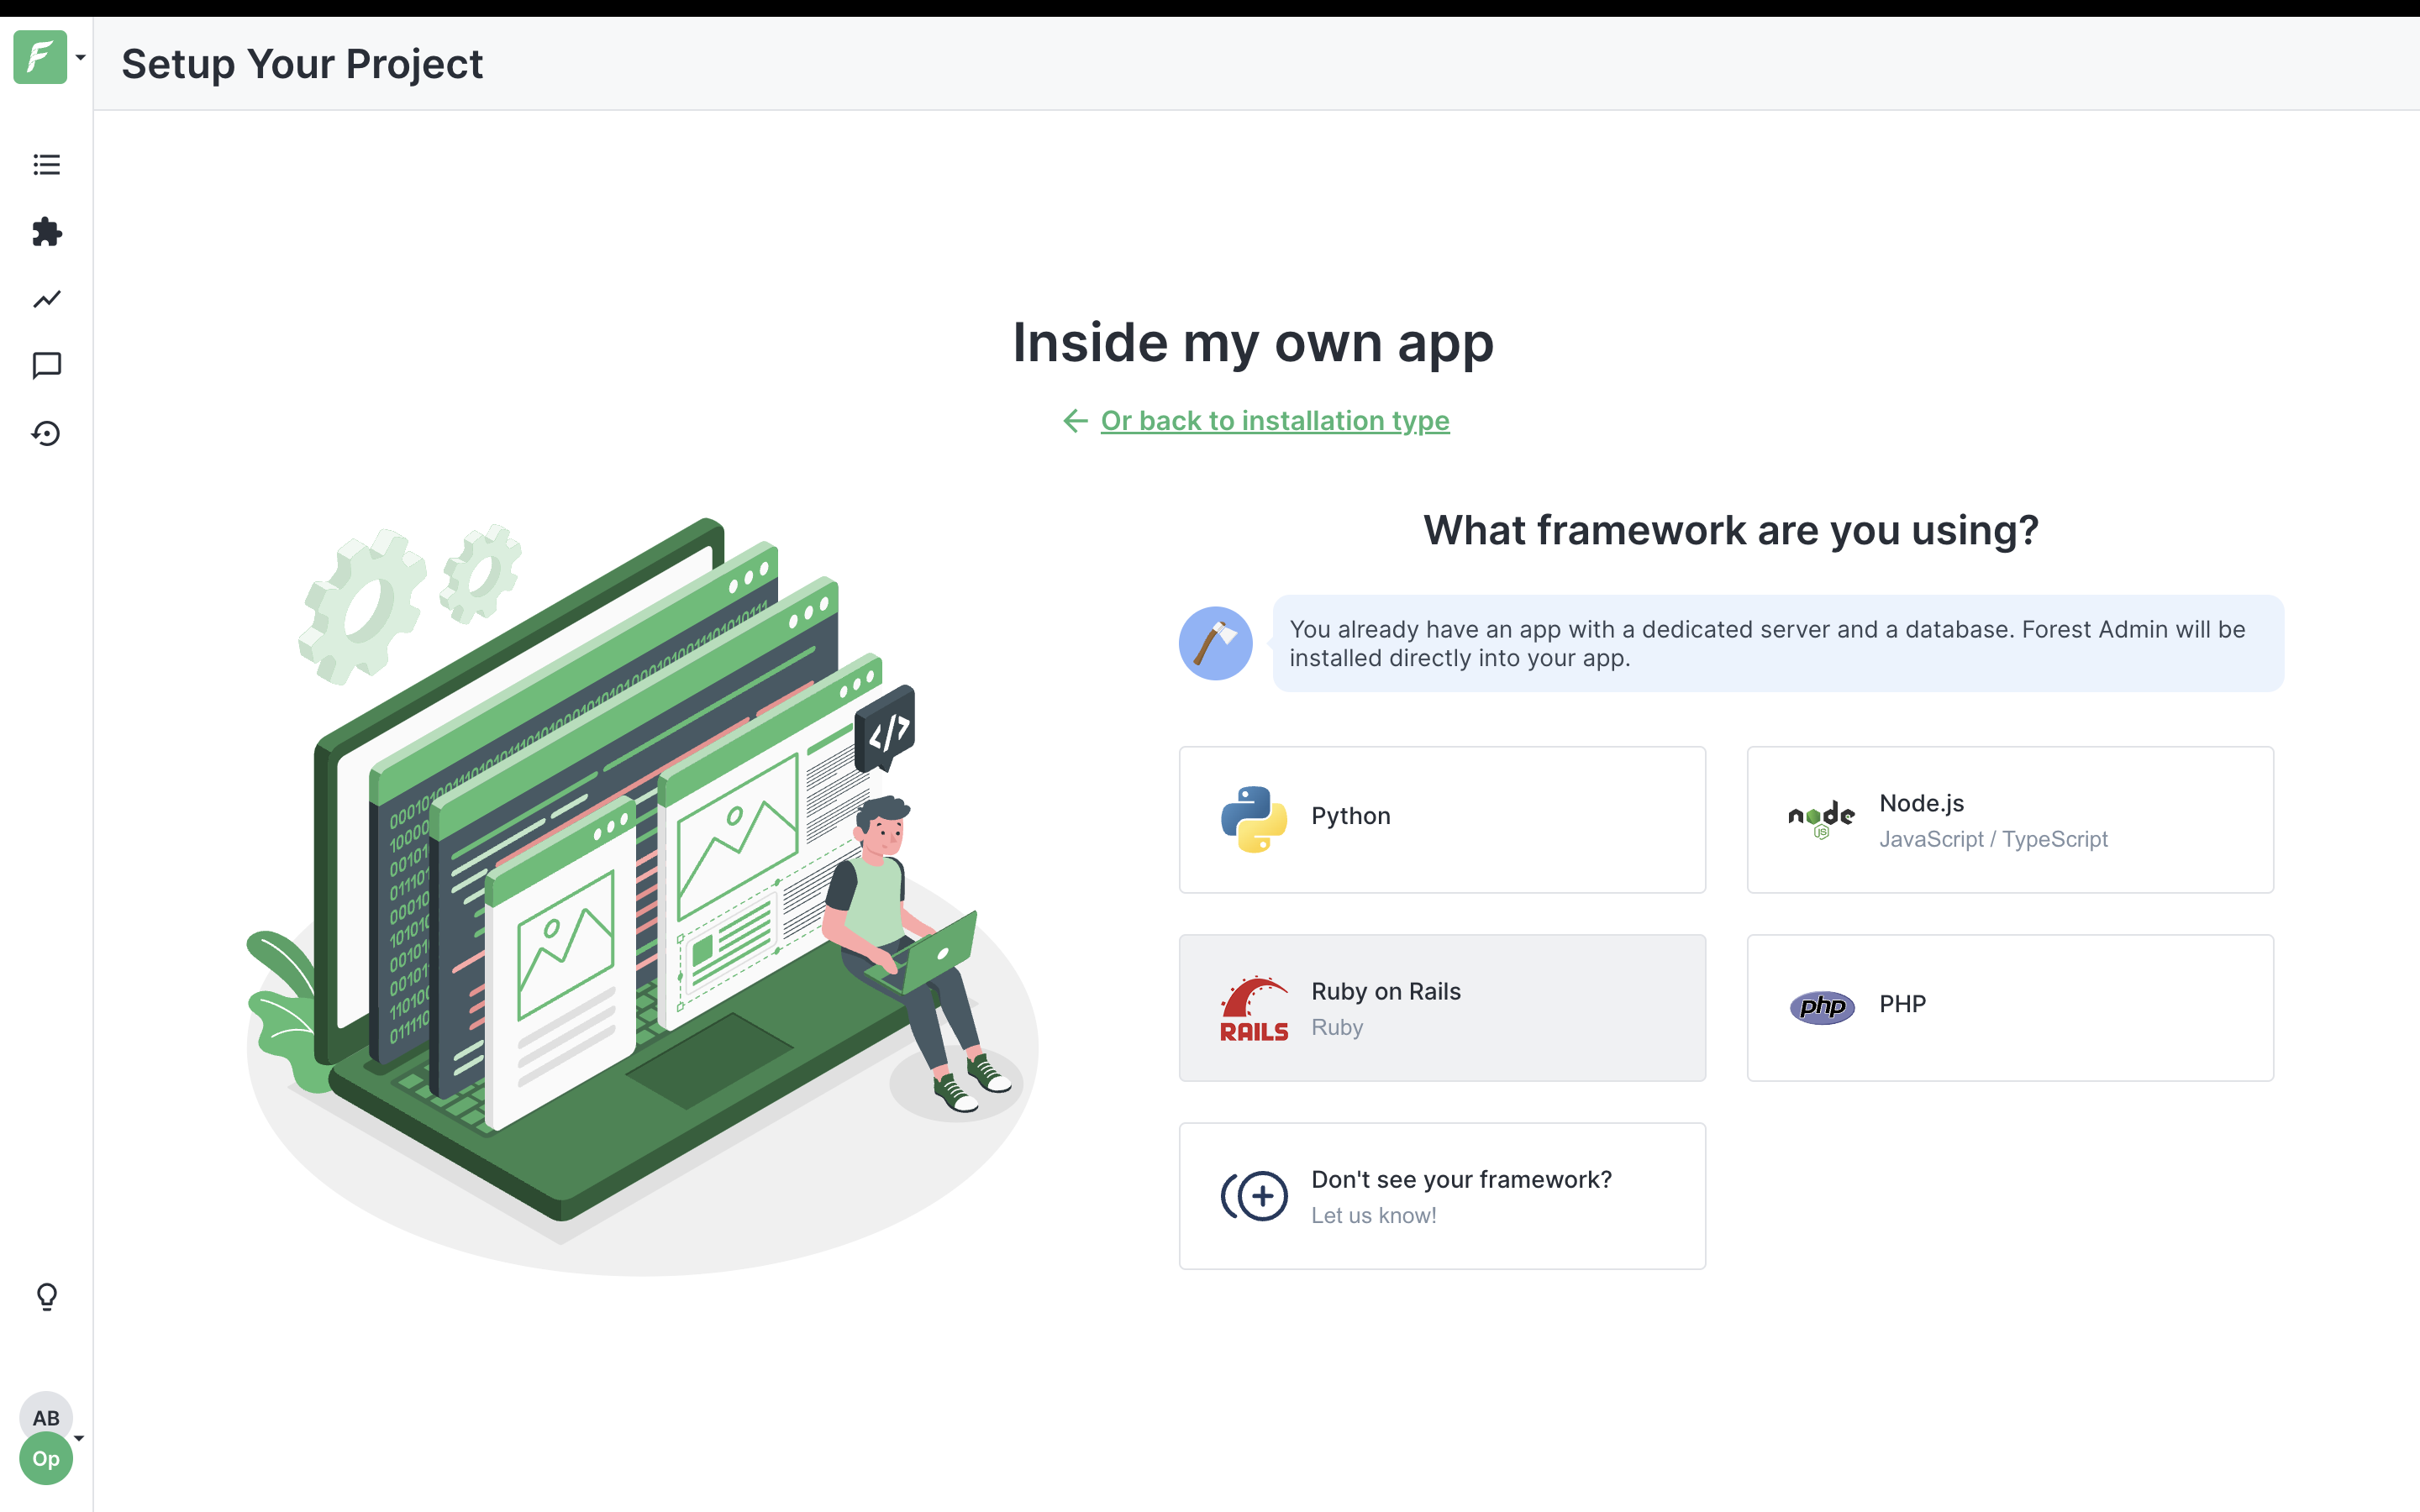 Setup Your Project
Inside my own app
Or back to installation type
What framework are you using?
You already have an app with a dedicated server and a database. Forest Admin will be
installed directly into your app.
Python
node
JS
Node.js
JavaScript / TypeScript
RAILS
Ruby on Rails
Ruby
php
PHP
Don't see your framework?
Let us know!
</>
AB
Op